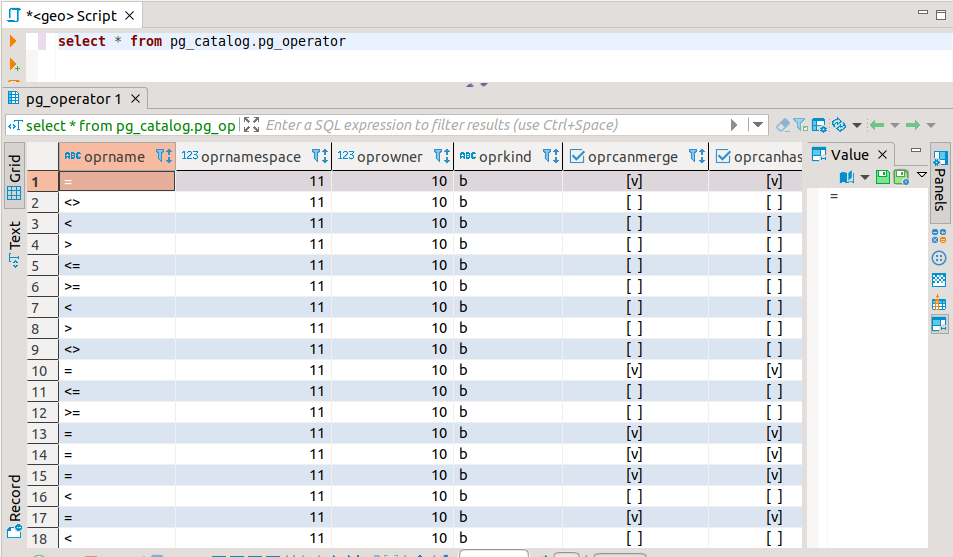 *<geo> Script
select * from pg_catalog.pg_operator
pg_operator 1
select * from pg_catalog.pg_op Enter a SQL expression to filter results (use Ctrl+Space)
Grid
Text
Record
ABC oprname 123 oprnamespace 123 oprowner ABC oprkind oprcanmerge oprcanhas
1 = 11 10 b [v] [v]
2 <> 11 10 b [ ] [ ]
3 < 11 10 b [ ] [ ]
4 > 11 10 b [ ] [ ]
5 <= 11 10 b [ ] [ ]
6 >= 11 10 b [ ] [ ]
7 < 11 10 b [ ] [ ]
8 > 11 10 b [ ] [ ]
9 <> 11 10 b [ ] [ ]
10 = 11 10 b [v] [v]
11 <= 11 10 b [ ] [ ]
12 >= 11 10 b [ ] [ ]
13 = 11 10 b [v] [v]
14 = 11 10 b [v] [v]
15 = 11 10 b [v] [v]
16 < 11 10 b [ ] [ ]
17 = 11 10 b [v] [v]
18 < 11 10 b [ ] [ ]
Value
=
Panels